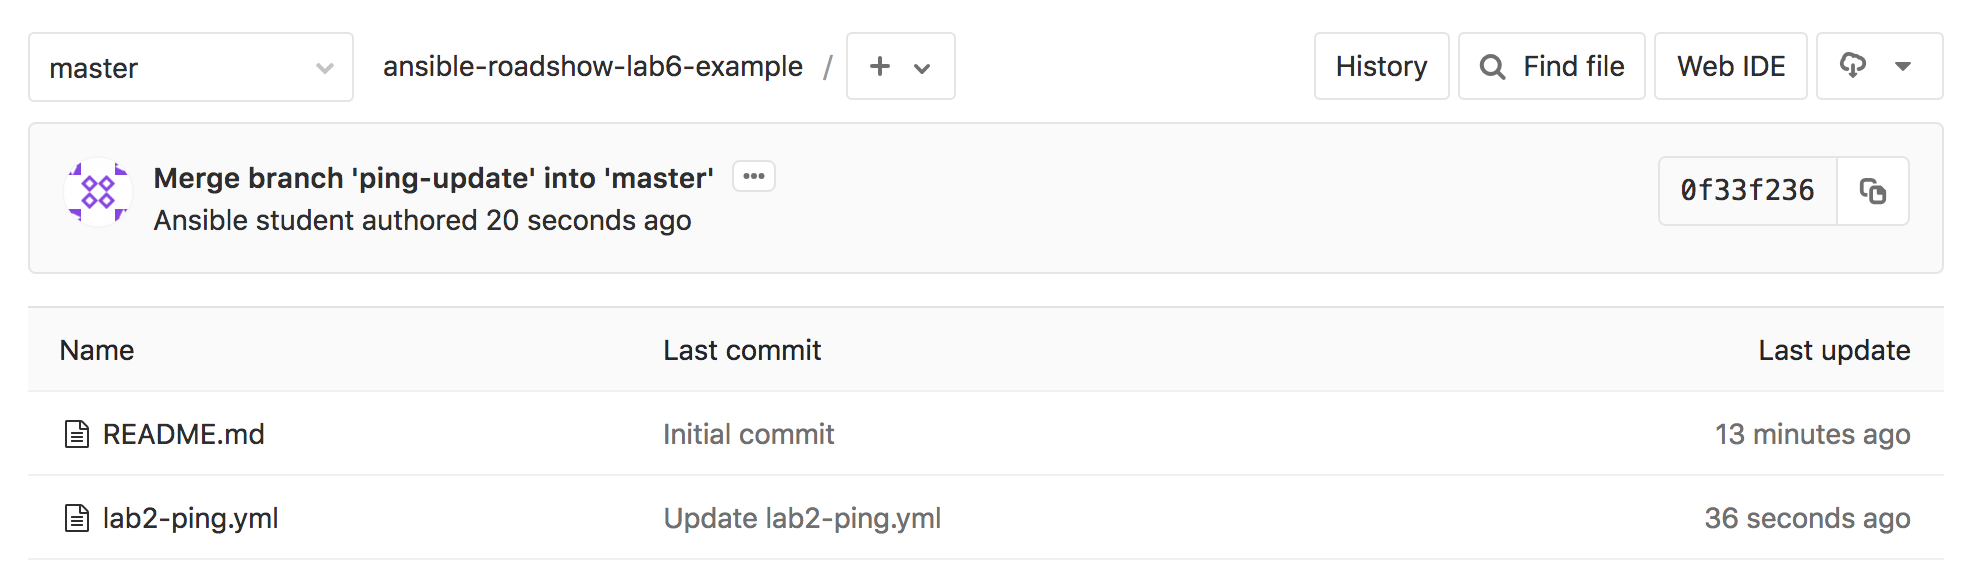 master ansible-roadshow-lab6-example / + History Find file Web IDE
Merge branch 'ping-update' into 'master' •••
Ansible student authored 20 seconds ago
0f33f236
Name Last commit Last update
README.md Initial commit 13 minutes ago
lab2-ping.yml Update lab2-ping.yml 36 seconds ago